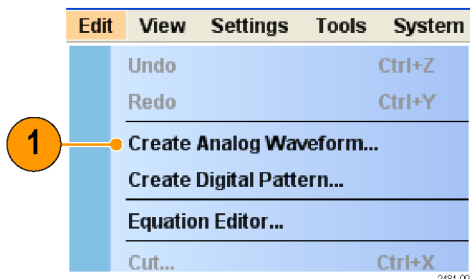 Edit View Settings Tools System
Undo Ctrl+Z
Redo Ctrl+Y
1
Create Analog Waveform...
Create Digital Pattern...
Equation Editor...
Cut... Ctrl+X